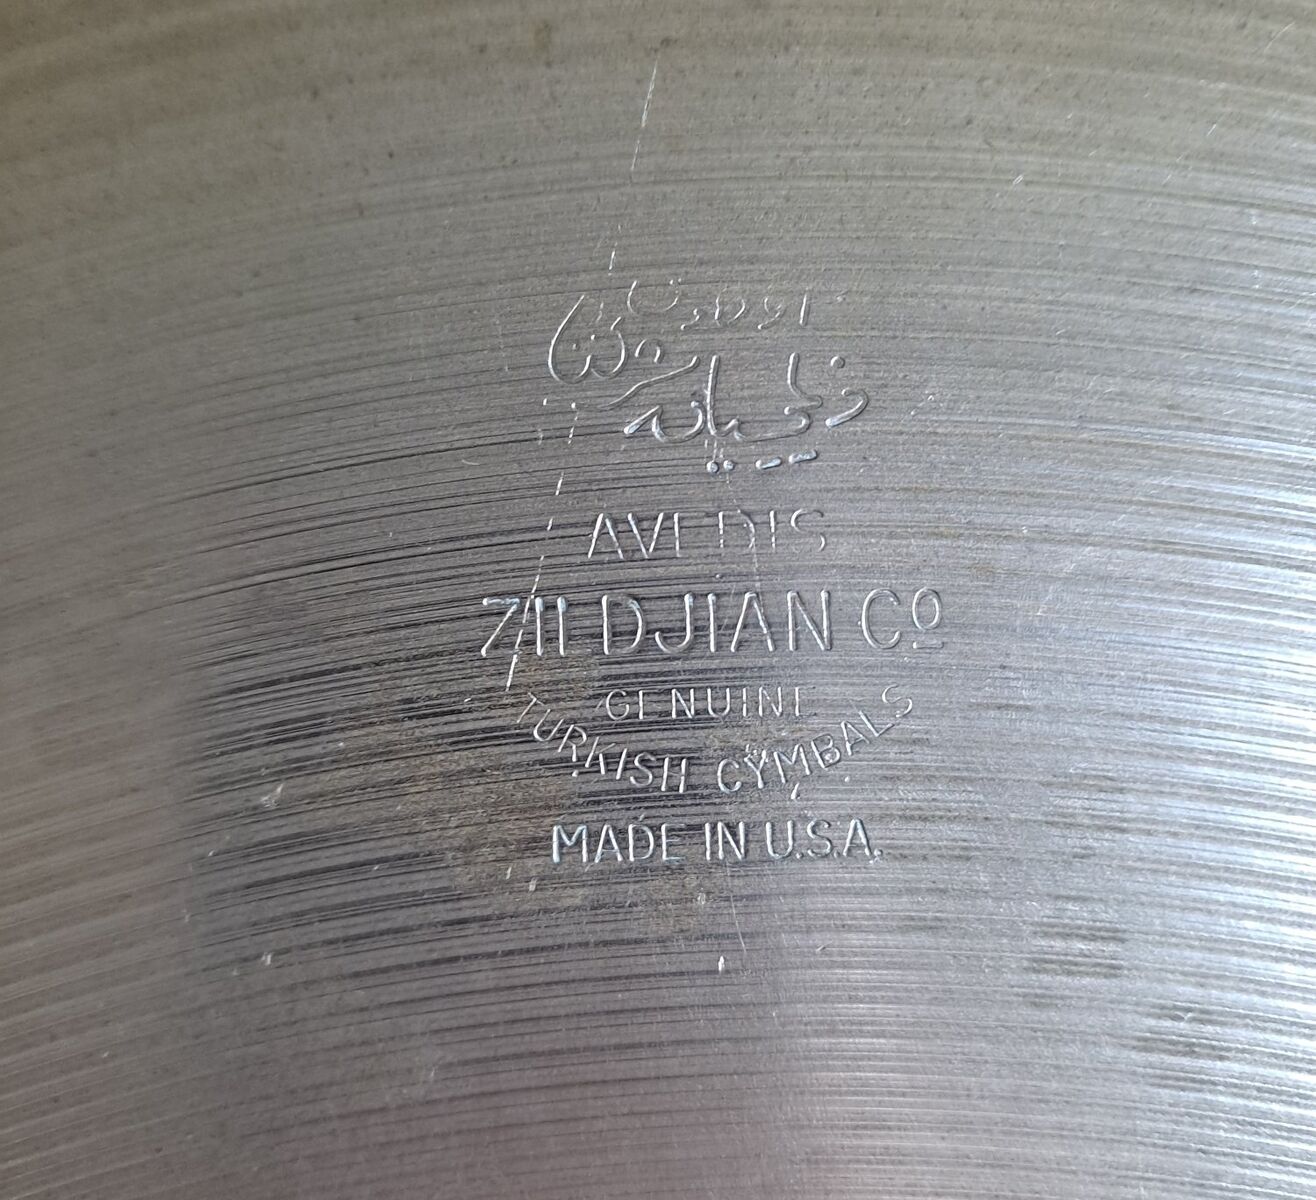 AVEDIS
ZILDJIAN Co
GENUINE
TURKISH CYMBALS
MADE IN U.S.A.